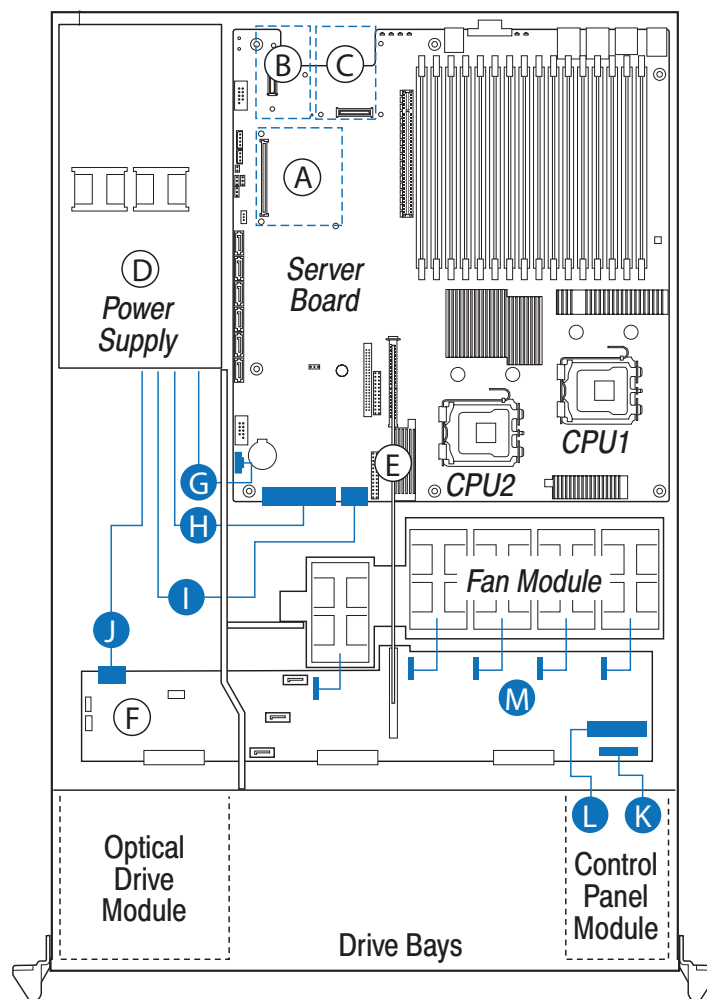 B
C
A
D
Power
Supply
Server
Board
CPU1
E
CPU2
G
H
Fan Module
I
J
M
F
L
K
Optical
Drive
Module
Control
Panel
Module
Drive Bays